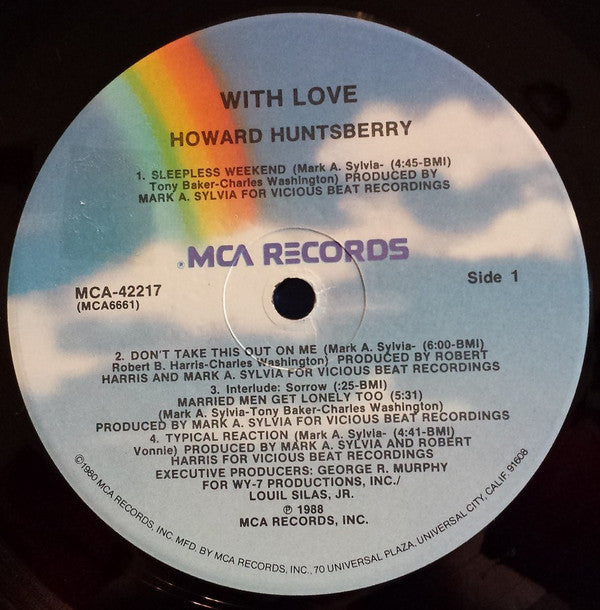 WITH LOVE
HOWARD HUNTSBERRY
1. SLEEPLESS WEEKEND (Mark A. Sylvia- (4:45-BMI)
Tony Baker-Charles Washington) PRODUCED BY
MARK A. SYLVIA FOR VICIOUS BEAT RECORDINGS
®MCA RECORDS
MCA-42217
(MCA6661)
Side 1
2. DON'T TAKE THIS OUT ON ME (Mark A. Sylvia- (6:00-BMI)
Robert B. Harris-Charles Washington) PRODUCED BY ROBERT
HARRIS AND MARK A. SYLVIA FOR VICIOUS BEAT RECORDINGS
3. Interlude: Sorrow (:25-BMI)
MARRIED MEN GET LONELY TOO (5:31)
(Mark A. Sylvia-Tony Baker-Charles Washington)
PRODUCED BY MARK A. SYLVIA FOR VICIOUS BEAT RECORDINGS
4. TYPICAL REACTION (Mark A. Sylvia- (4:41-BMI)
Vonnie) PRODUCED BY MARK A. SYLVIA AND ROBERT
HARRIS FOR VICIOUS BEAT RECORDINGS
EXECUTIVE PRODUCERS: GEORGE R. MURPHY
FOR WY-7 PRODUCTIONS, INC./
LOUIL SILAS, JR.
℗ 1988
MCA RECORDS, INC.
©1980 MCA RECORDS, INC. MFD. BY MCA RECORDS, INC., 70 UNIVERSAL PLAZA, UNIVERSAL CITY, CALIF. 91608